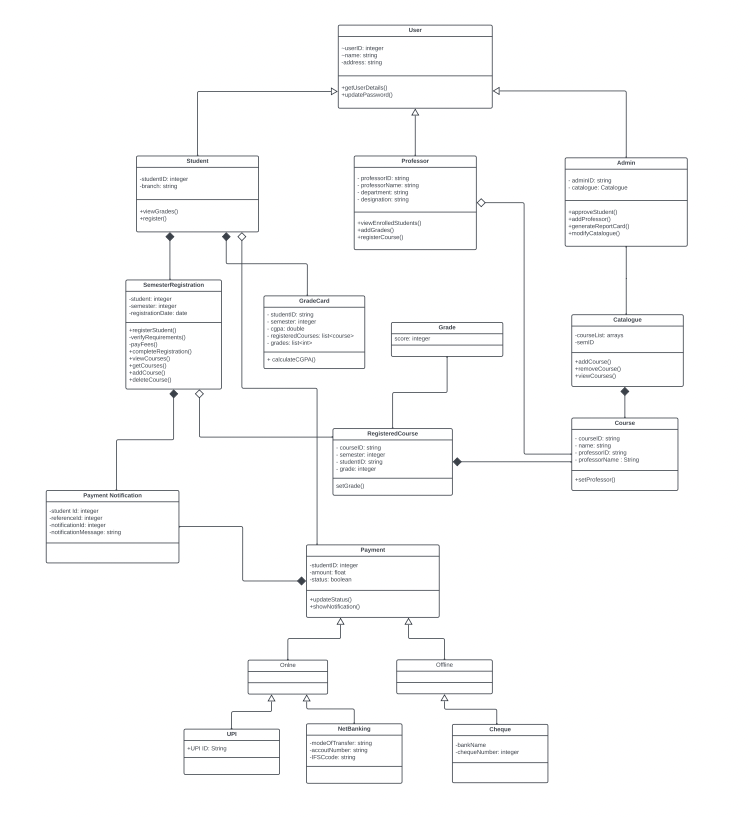 User
-userID: integer
-name: string
-address: string
+getUserDetails()
+updatePassword()
Student
-studentID: integer
-branch: string
+viewGrades()
+register()
Professor
- professorID: string
- professorName: string
- department: string
- designation: string
+viewEnrolledStudents()
+addGrades()
+registerCourse()
Admin
- adminID: string
- catalogue: Catalogue
+approveStudent()
+addProfessor()
+generateReportCard()
+modifyCatalogue()
SemesterRegistration
-student: integer
-semester: integer
-registrationDate: date
+registerStudent()
-verifyRequirements()
-payFees()
+completeRegistration()
+viewCourses()
+getCourses()
+addCourse()
+deleteCourse()
GradeCard
- studentID: string
- semester: integer
- cgpa: double
- registeredCourses: list<course>
- grades: list<int>
+ calculateCGPA()
Grade
score: integer
Catalogue
-courseList: arrays
-semID
+addCourse()
+removeCourse()
+viewCourses()
RegisteredCourse
- courseID: string
- semester: integer
- studentID: string
- grade: integer
setGrade()
Course
- courseID: string
- name: string
- professorID: string
- professorName : String
+setProfessor()
Payment Notification
-student Id: integer
-referenceId: integer
-notificationId: integer
-notificationMessage: string
Payment
-studentID: integer
-amount: float
-status: boolean
+updateStatus()
+showNotification()
Onlne
Offline
UPI
+UPI ID: String
NetBanking
-modeOfTransfer: string
-accoutNumber: string
-IFSCcode: string
Cheque
-bankName
-chequeNumber: integer